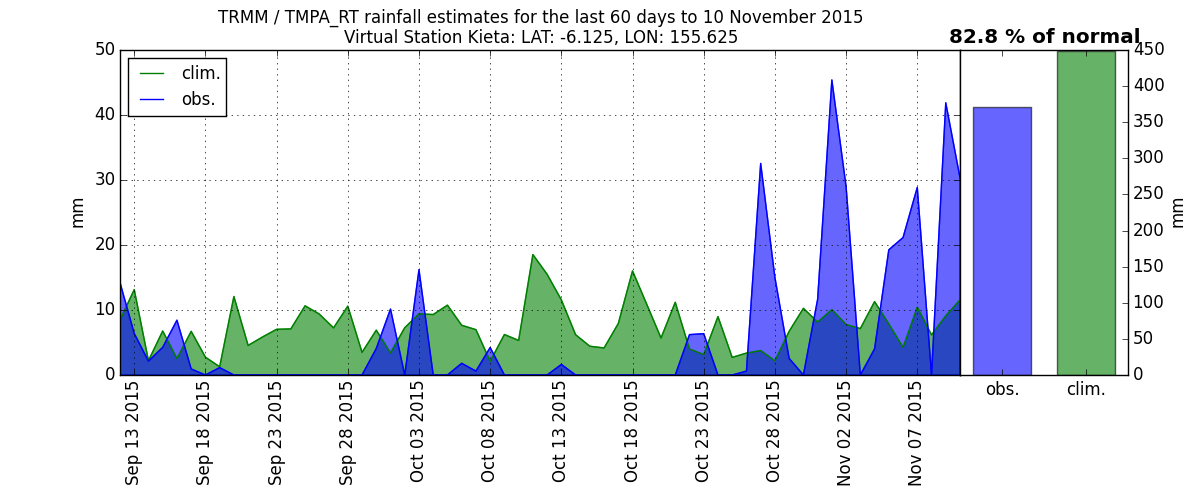 TRMM / TMPA_RT rainfall estimates for the last 60 days to 10 November 2015
Virtual Station Kieta: LAT: -6.125, LON: 155.625
82.8 % of normal
clim.
obs.
50
40
30
20
10
0
mm
450
400
350
300
250
200
150
100
50
0
mm
Sep 13 2015
Sep 18 2015
Sep 23 2015
Sep 28 2015
Oct 03 2015
Oct 08 2015
Oct 13 2015
Oct 18 2015
Oct 23 2015
Oct 28 2015
Nov 02 2015
Nov 07 2015
obs.
clim.